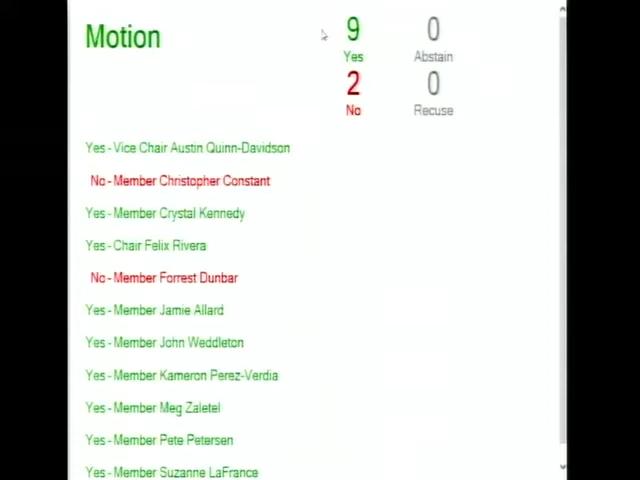 Motion
9 0
Yes Abstain
2 0
No Recuse
Yes - Vice Chair Austin Quinn-Davidson
No - Member Christopher Constant
Yes - Member Crystal Kennedy
Yes - Chair Felix Rivera
No - Member Forrest Dunbar
Yes - Member Jamie Allard
Yes - Member John Weddleton
Yes - Member Kameron Perez-Verdia
Yes - Member Meg Zaletel
Yes - Member Pete Petersen
Yes - Member Suzanne LaFrance